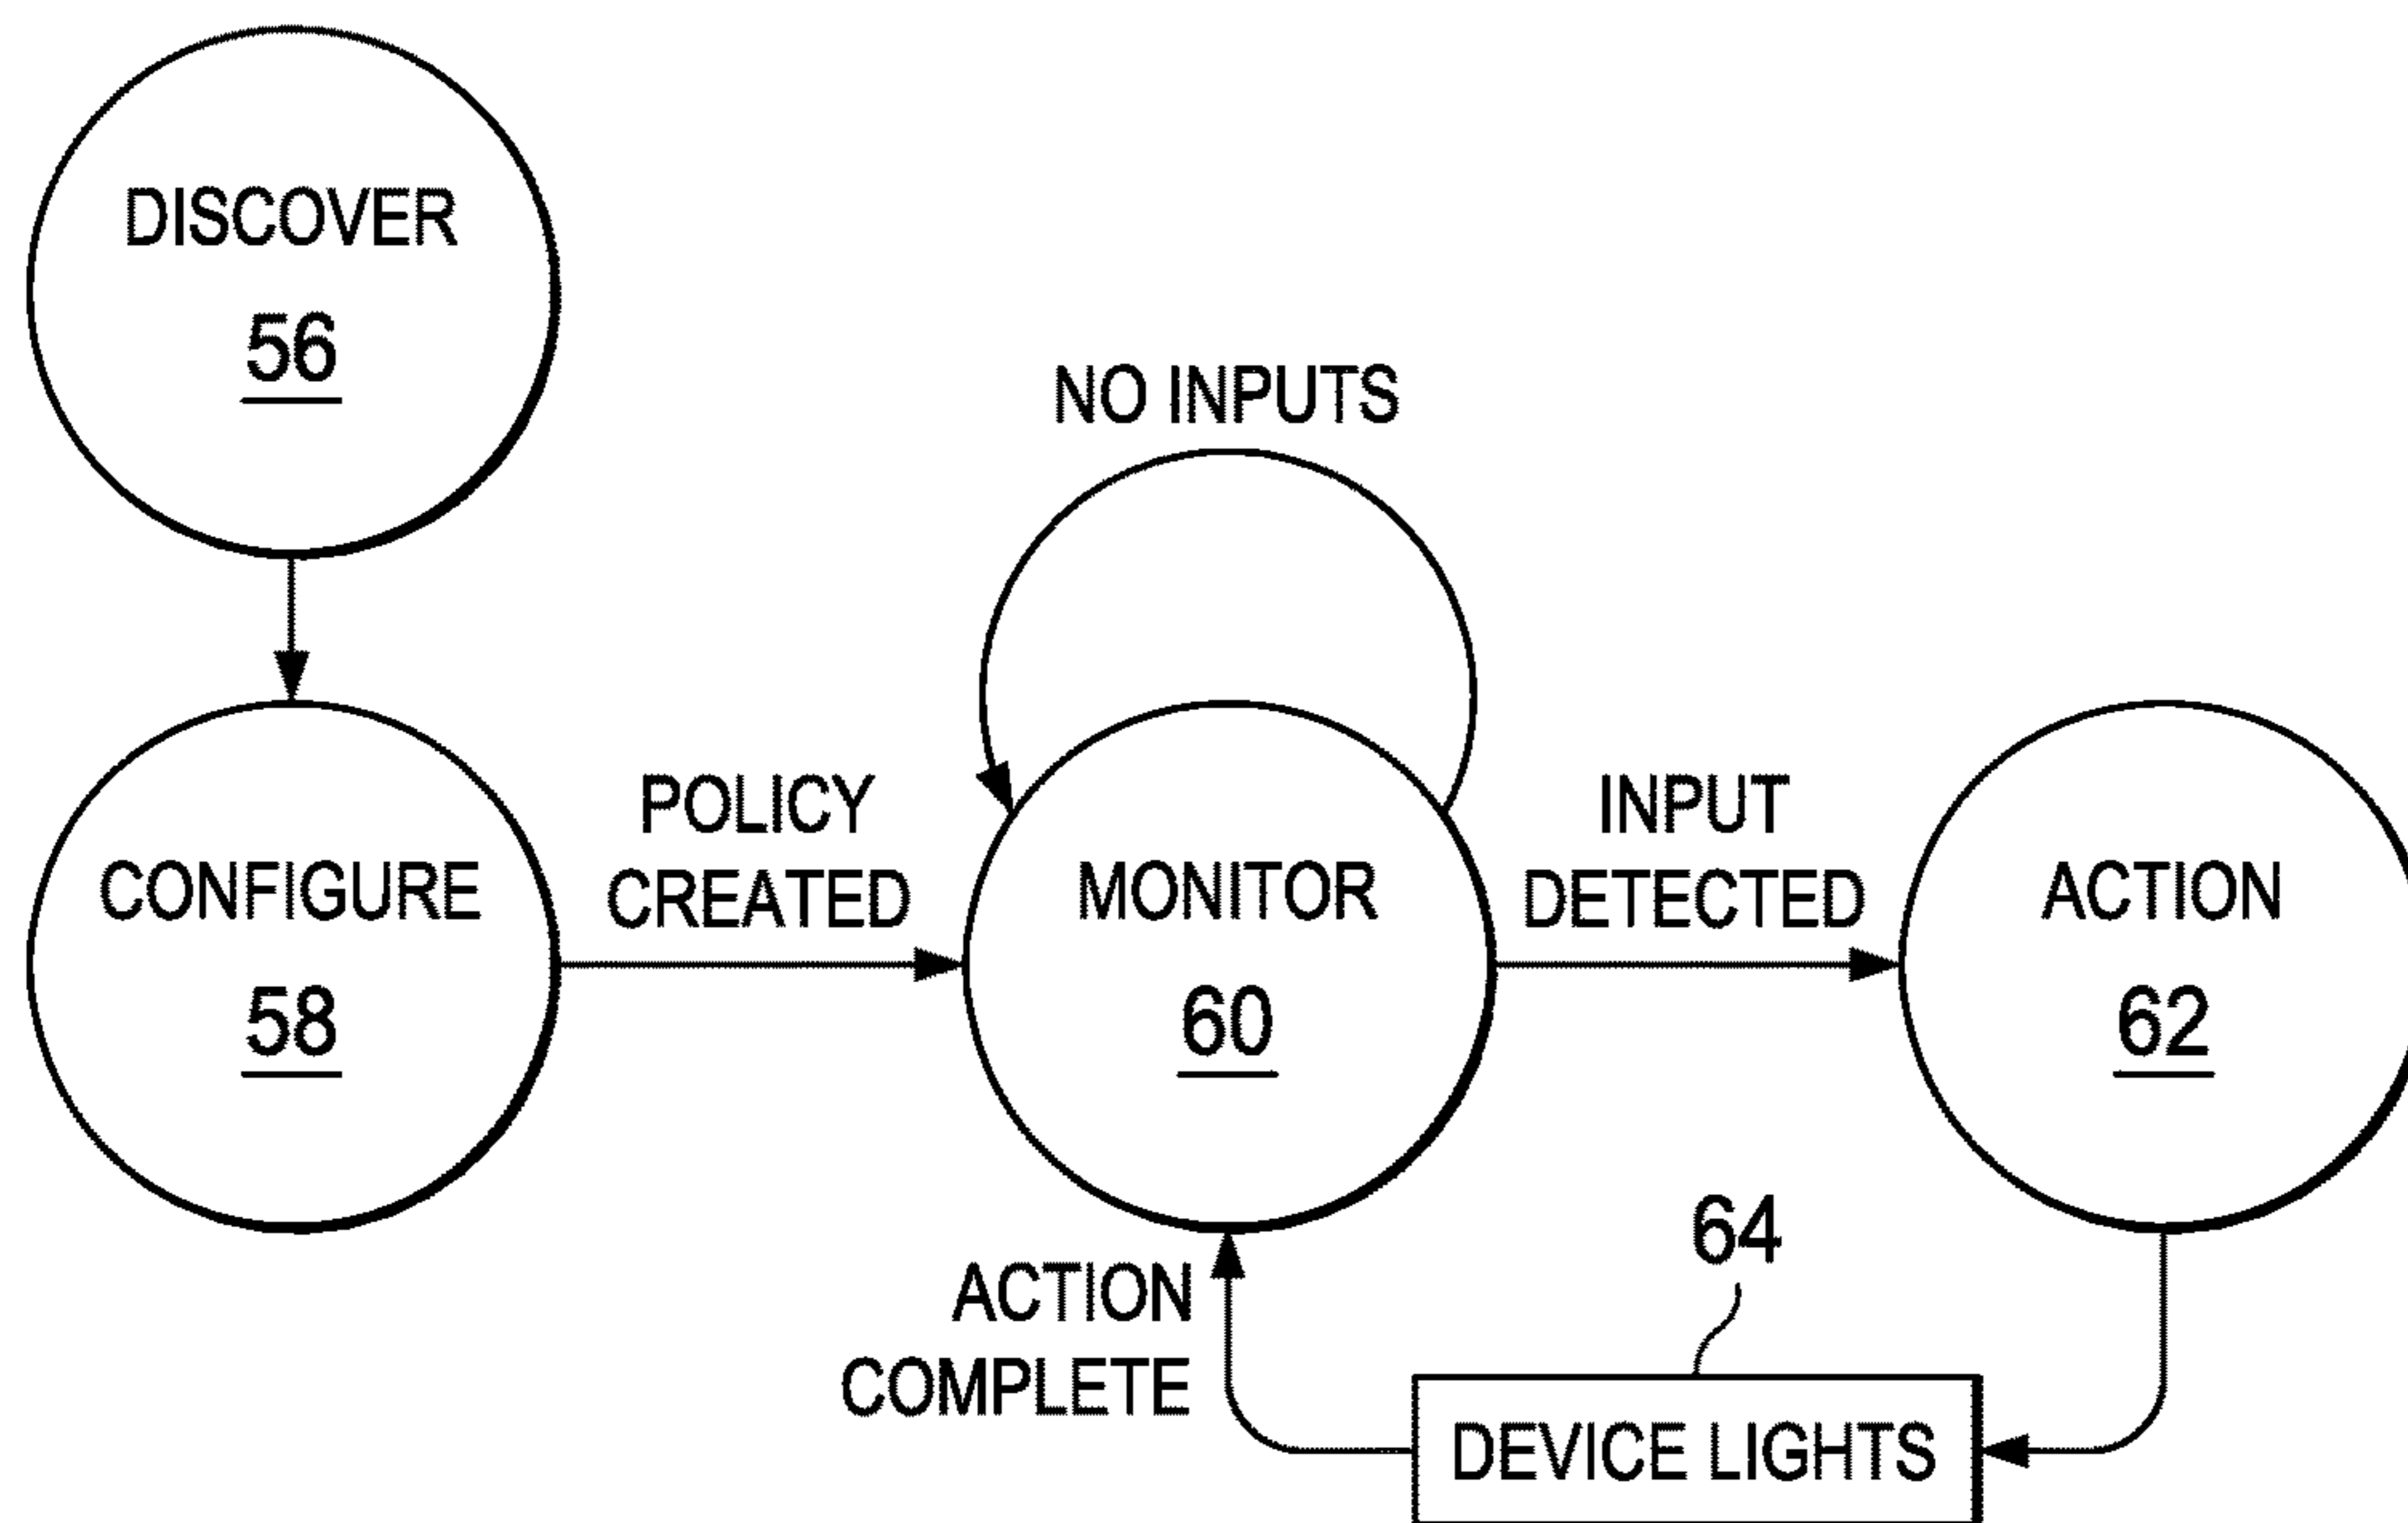 DISCOVER
56
NO INPUTS
CONFIGURE
58
POLICY
CREATED
MONITOR
60
INPUT
DETECTED
ACTION
62
64
ACTION
COMPLETE
DEVICE LIGHTS